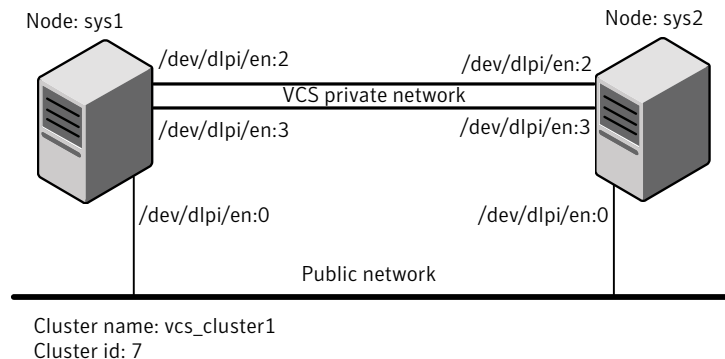 Node: sys1
Node: sys2
/dev/dlpi/en:2
/dev/dlpi/en:2
VCS private network
/dev/dlpi/en:3
/dev/dlpi/en:3
/dev/dlpi/en:0
/dev/dlpi/en:0
Public network
Cluster name: vcs_cluster1
Cluster id: 7